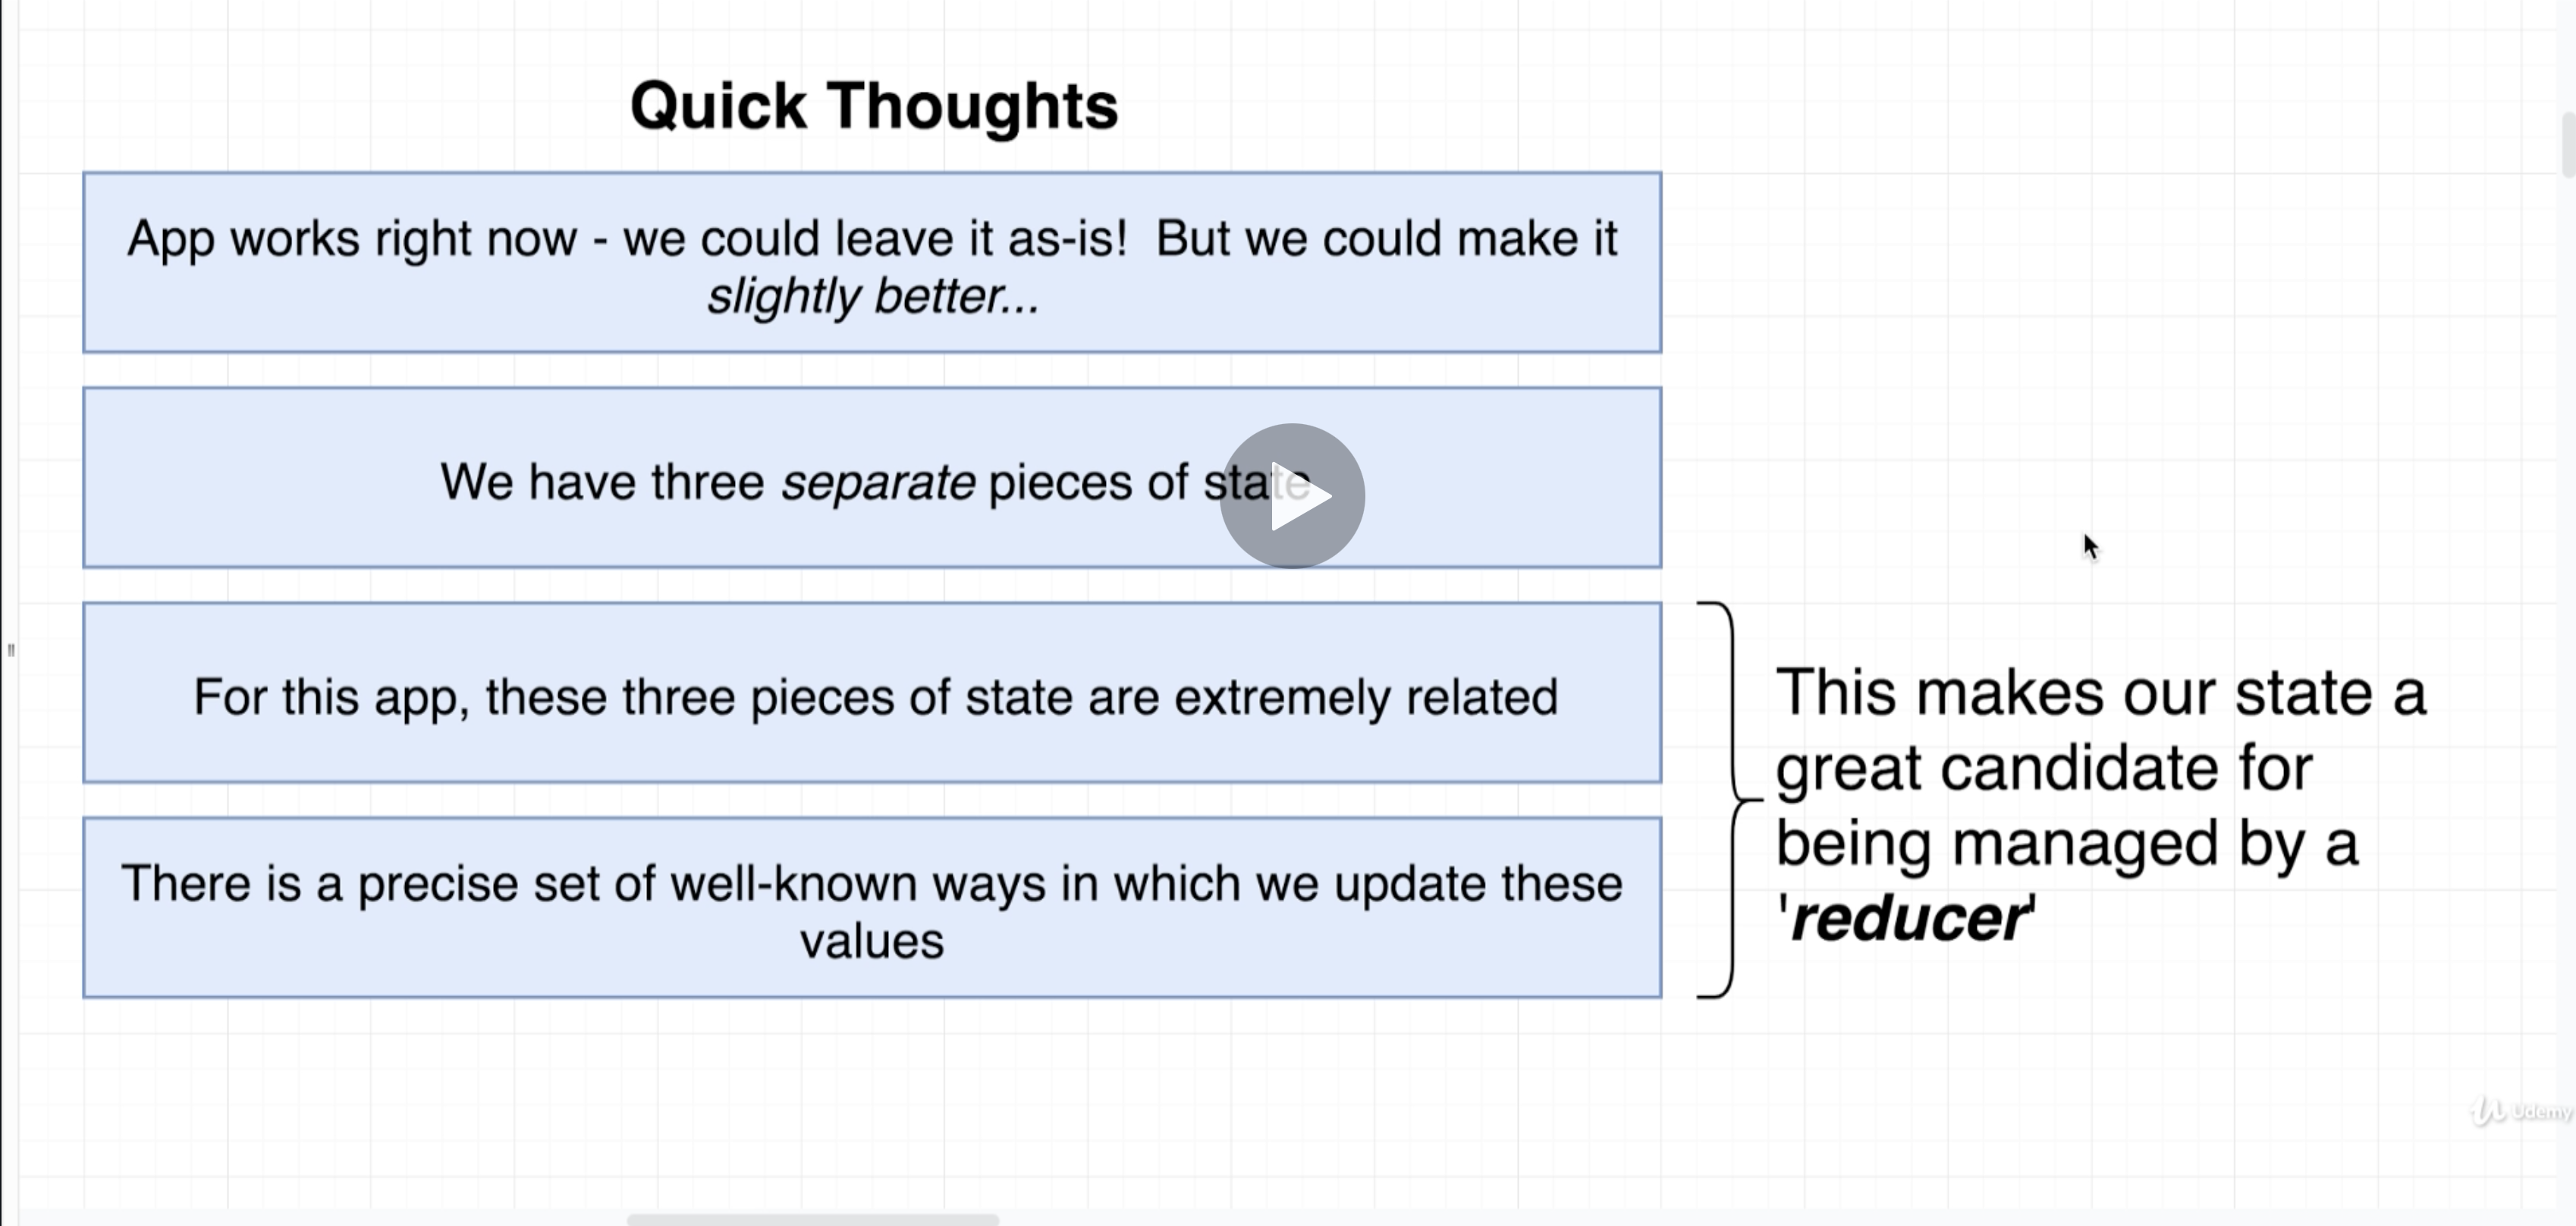 Quick Thoughts
App works right now - we could leave it as-is!  But we could make it
slightly better...
We have three separate pieces of state
For this app, these three pieces of state are extremely related
There is a precise set of well-known ways in which we update these
values
This makes our state a
great candidate for
being managed by a
'reducer'
Udemy